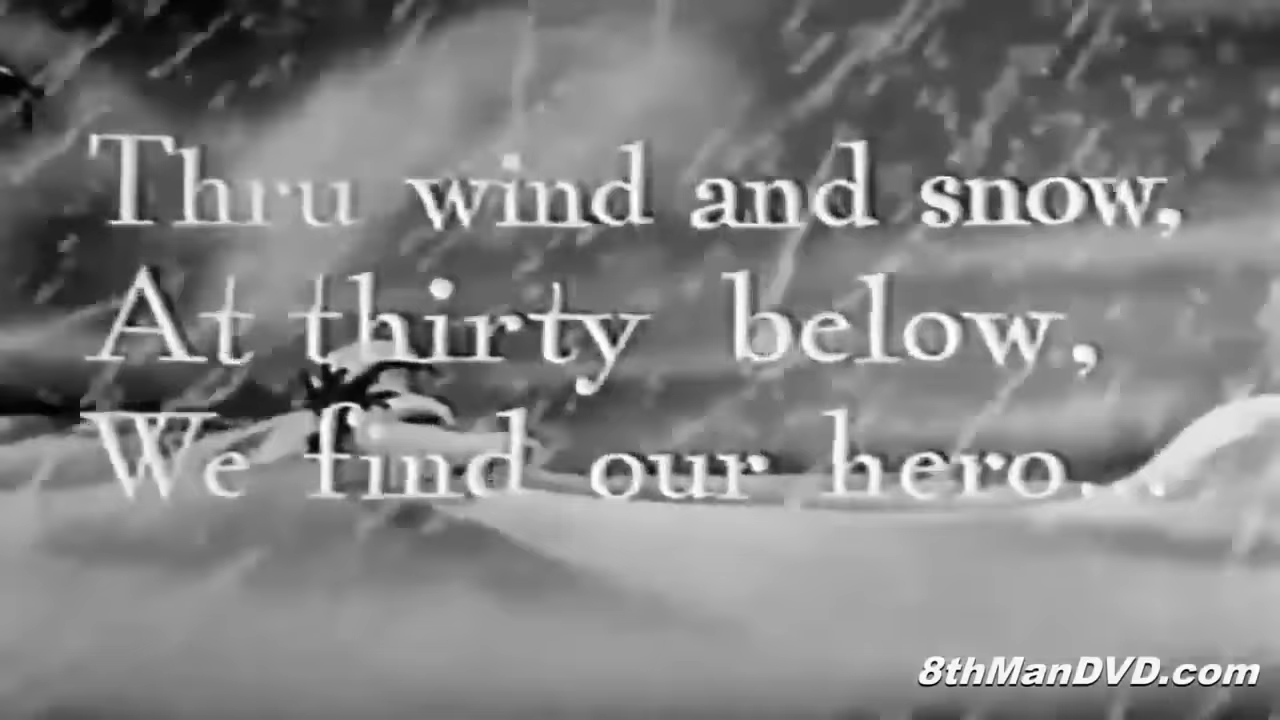 Thru wind and snow,
At thirty below,
We find our hero...
8thManDVD.com